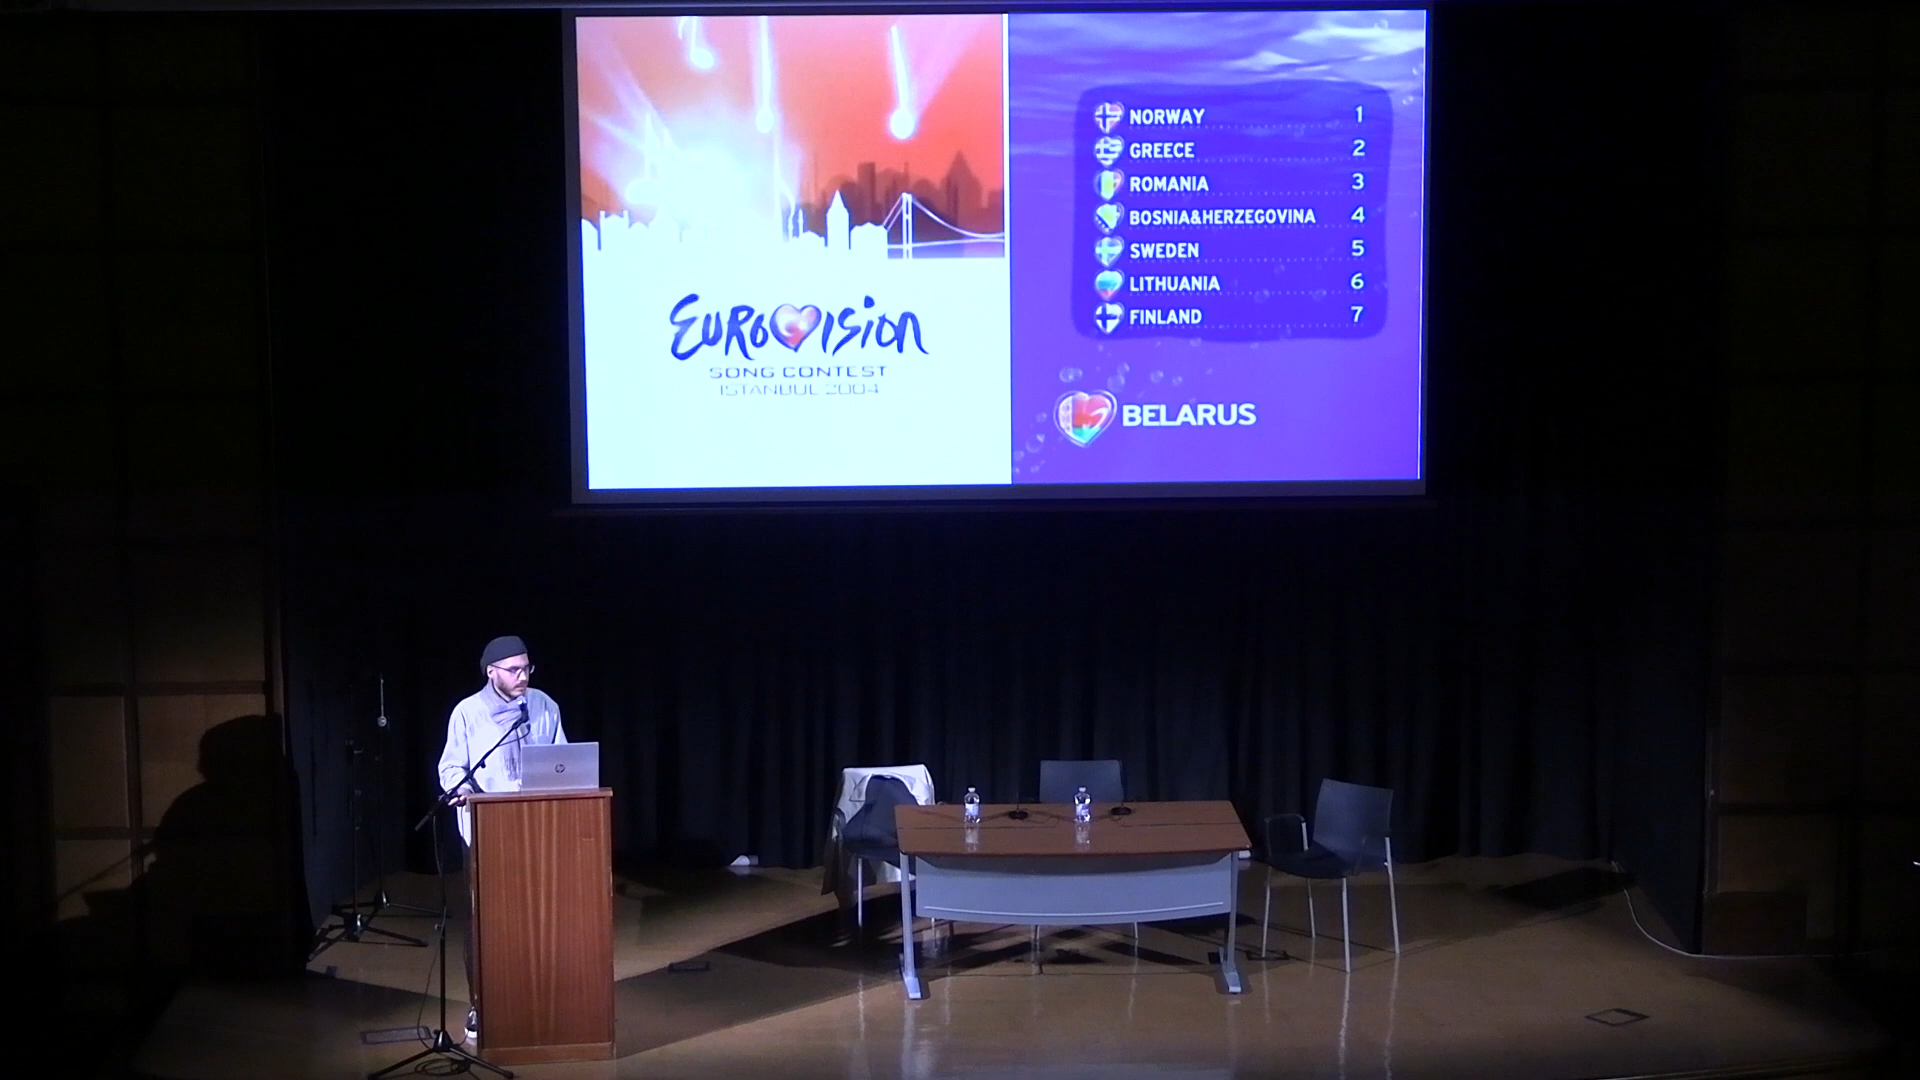 EUROVISION
SONG CONTEST
ISTANBUL 2004
NORWAY 1
GREECE 2
ROMANIA 3
BOSNIA&HERZEGOVINA 4
SWEDEN 5
LITHUANIA 6
FINLAND 7
BELARUS
hp